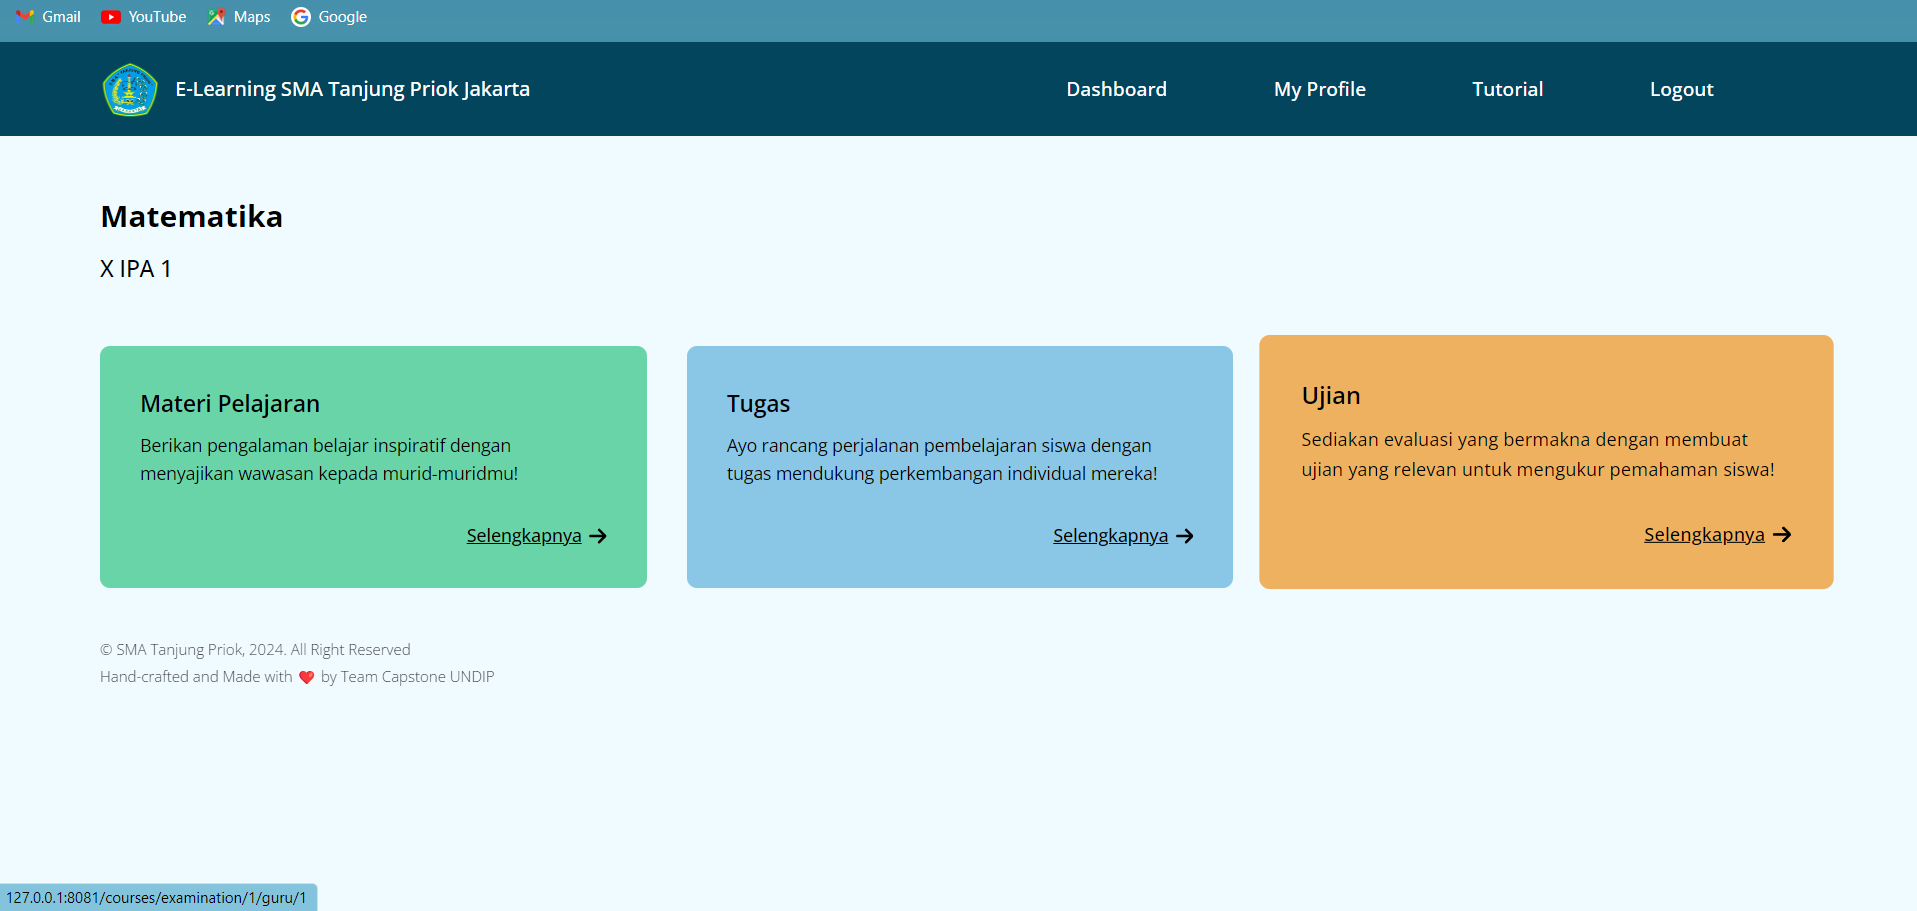 Gmail YouTube Maps Google
E-Learning SMA Tanjung Priok Jakarta Dashboard My Profile Tutorial Logout
Matematika
X IPA 1
Materi Pelajaran
Berikan pengalaman belajar inspiratif dengan
menyajikan wawasan kepada murid-muridmu!
Selengkapnya →
Tugas
Ayo rancang perjalanan pembelajaran siswa dengan
tugas mendukung perkembangan individual mereka!
Selengkapnya →
Ujian
Sediakan evaluasi yang bermakna dengan membuat
ujian yang relevan untuk mengukur pemahaman siswa!
Selengkapnya →
© SMA Tanjung Priok, 2024. All Right Reserved
Hand-crafted and Made with ❤️ by Team Capstone UNDIP
127.0.0.1:8081/courses/examination/1/guru/1